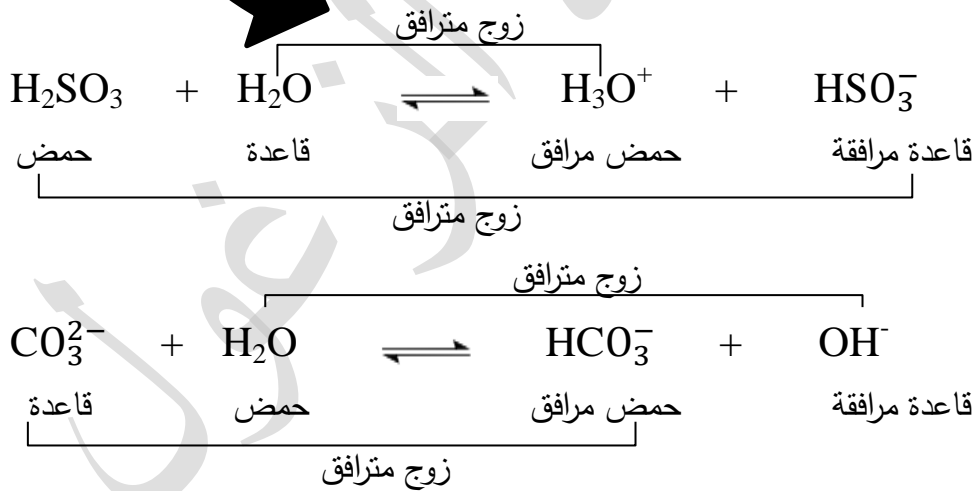 زوج مترافق
H₂SO₃ + H₂O ⇌ H₃O⁺ + HSO₃⁻
حمض قاعدة حمض مرافق قاعدة مرافقة
زوج مترافق
زوج مترافق
CO₃²⁻ + H₂O ⇌ HCO₃⁻ + OH⁻
قاعدة حمض حمض مرافق قاعدة مرافقة
زوج مترافق